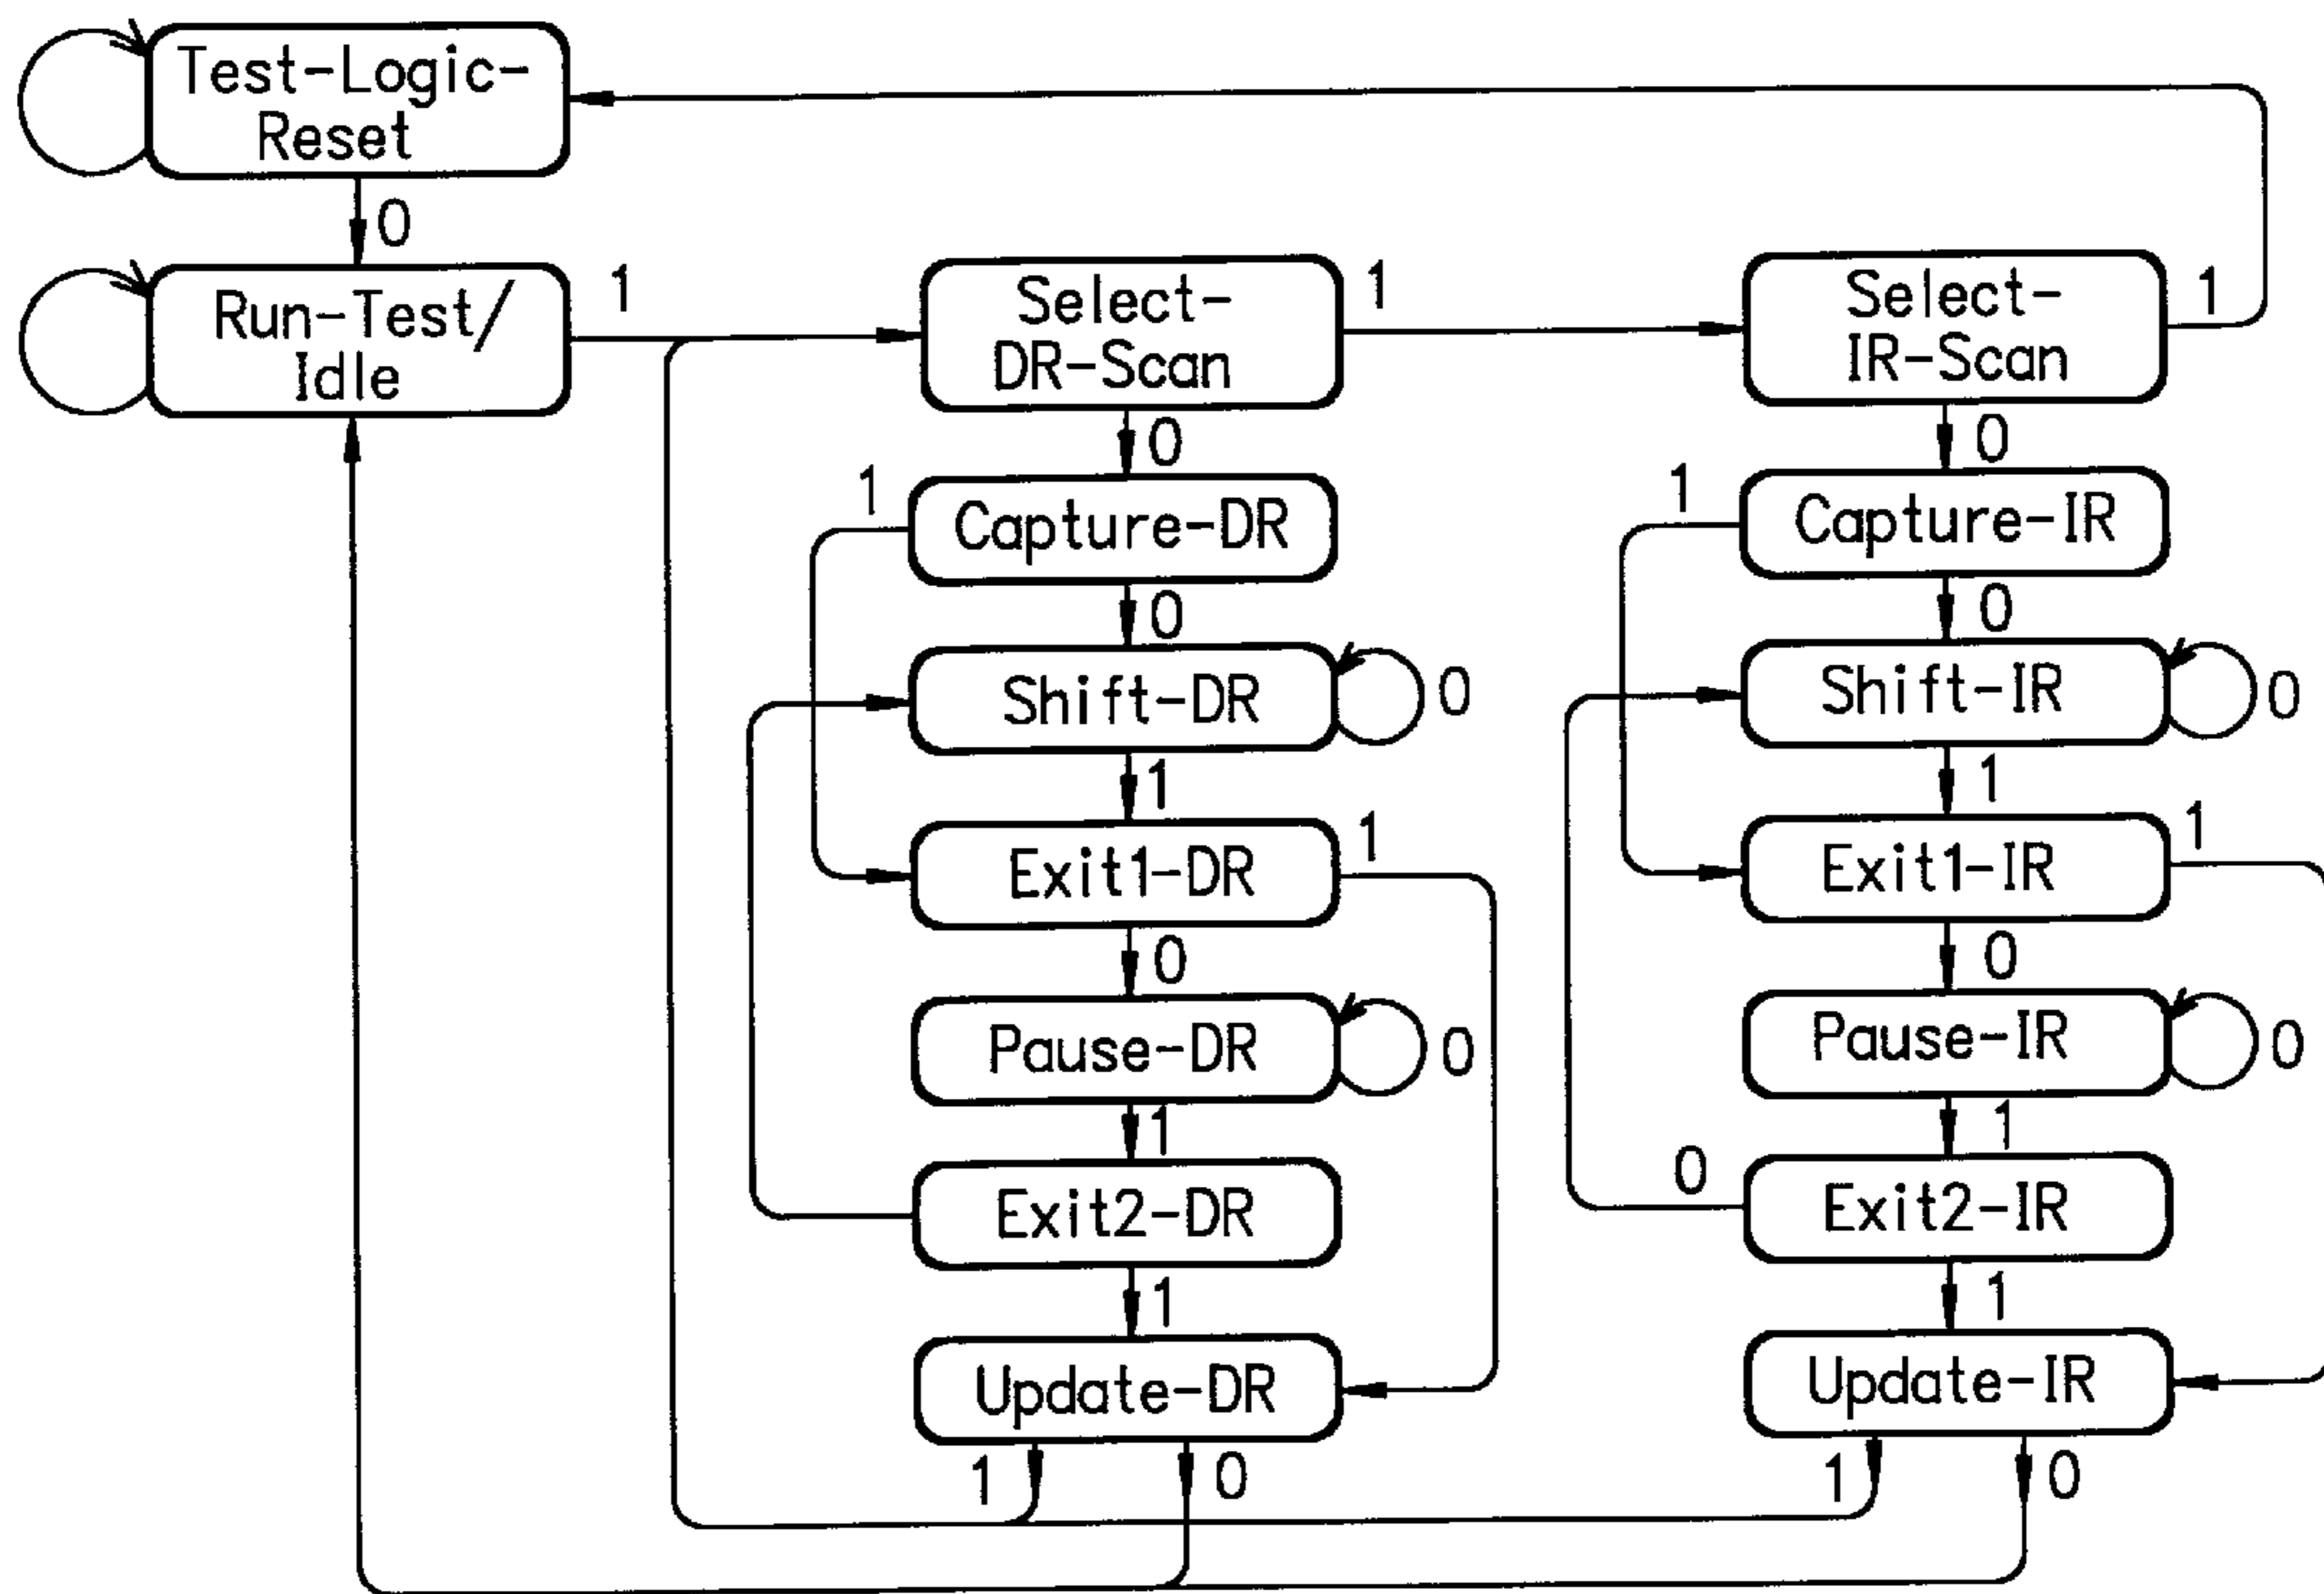 Test-Logic-
Reset
0
Run-Test/
Idle
1
Select-
DR-Scan
1
Select-
IR-Scan
1
0
0
1
Capture-DR
1
Capture-IR
0
0
Shift-DR
0
Shift-IR
0
1
1
Exit1-DR
1
Exit1-IR
1
0
0
Pause-DR
0
Pause-IR
0
1
1
Exit2-DR
0
Exit2-IR
1
1
Update-DR
Update-IR
1
0
1
0